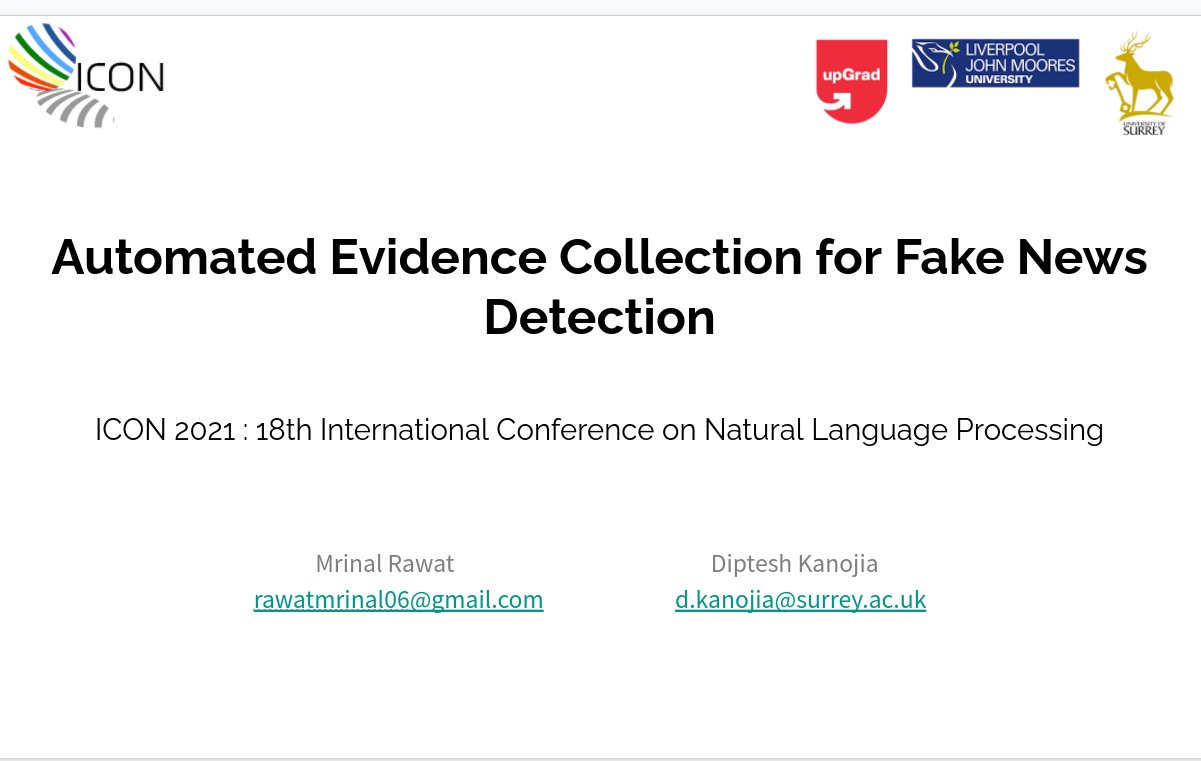 ICON
upGrad
LIVERPOOL
JOHN MOORES
UNIVERSITY
UNIVERSITY OF
SURREY
Automated Evidence Collection for Fake News
Detection
ICON 2021 : 18th International Conference on Natural Language Processing
Mrinal Rawat
rawatmrinal06@gmail.com
Diptesh Kanojia
d.kanojia@surrey.ac.uk